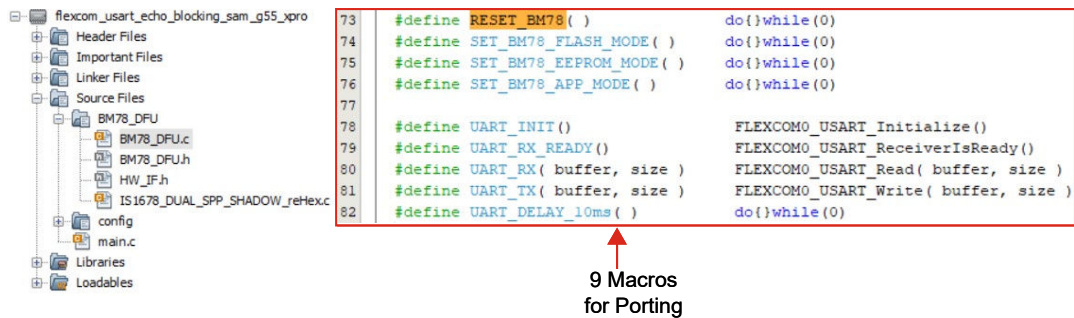 flexcom_usart_echo_blocking_sam_g55_xpro
Header Files
Important Files
Linker Files
Source Files
BM78_DFU
BM78_DFU.c
BM78_DFU.h
HW_IF.h
IS1678_DUAL_SPP_SHADOW_reHex.c
config
main.c
Libraries
Loadables
73 #define RESET_BM78( ) do{}while(0)
74 #define SET_BM78_FLASH_MODE( ) do{}while(0)
75 #define SET_BM78_EEPROM_MODE( ) do{}while(0)
76 #define SET_BM78_APP_MODE( ) do{}while(0)
77
78 #define UART_INIT() FLEXCOM0_USART_Initialize()
79 #define UART_RX_READY() FLEXCOM0_USART_ReceiverIsReady()
80 #define UART_RX( buffer, size ) FLEXCOM0_USART_Read( buffer, size )
81 #define UART_TX( buffer, size ) FLEXCOM0_USART_Write( buffer, size )
82 #define UART_DELAY_10ms( ) do{}while(0)
9 Macros
for Porting